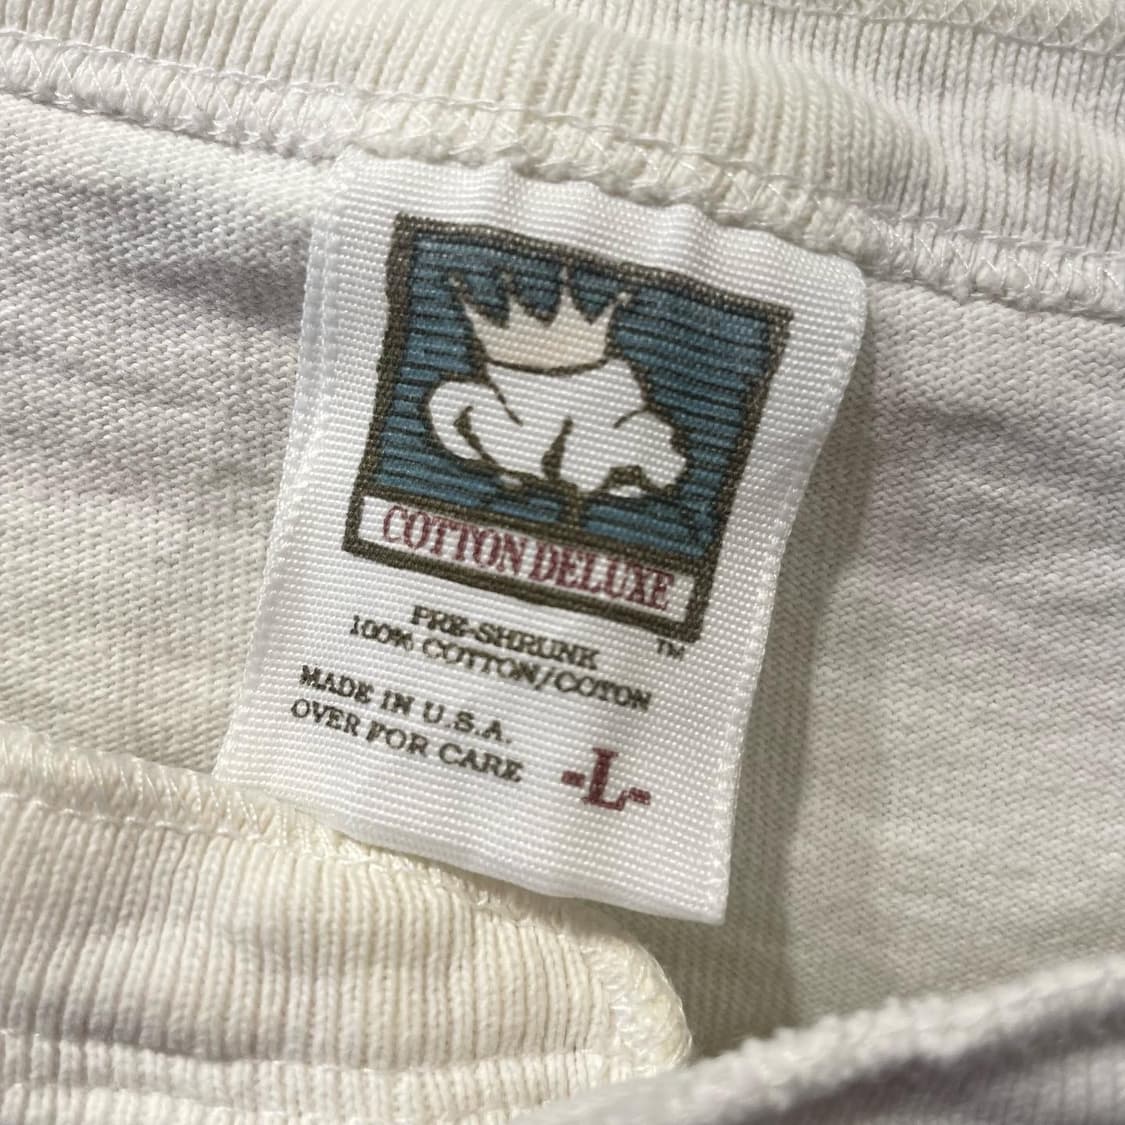 COTTON DELUXE
TM
PRE-SHRUNK
100% COTTON/COTON
MADE IN U.S.A.
OVER FOR CARE
-L-